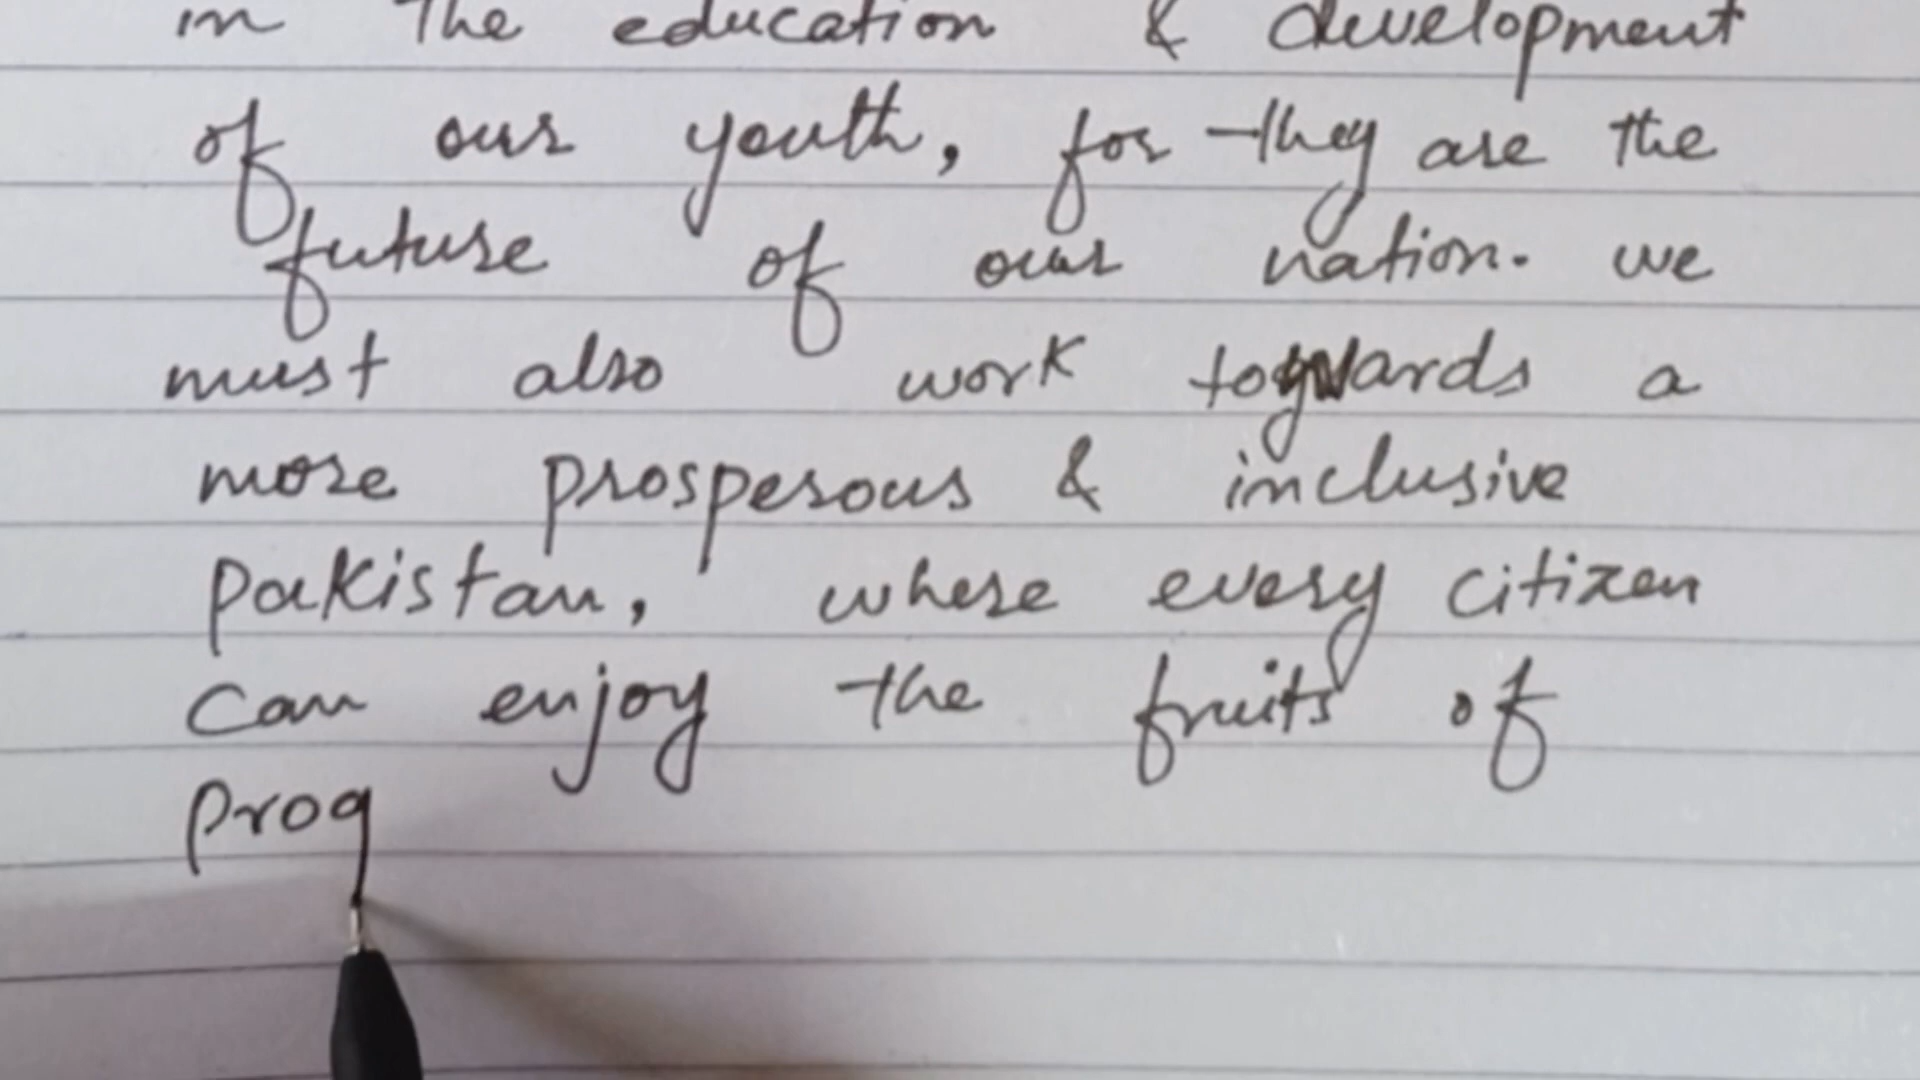 in the education & development
of our youth, for they are the
future of our nation. we
must also work towards a
more prosperous & inclusive
pakistan, where every citizen
can enjoy the fruits of
prog